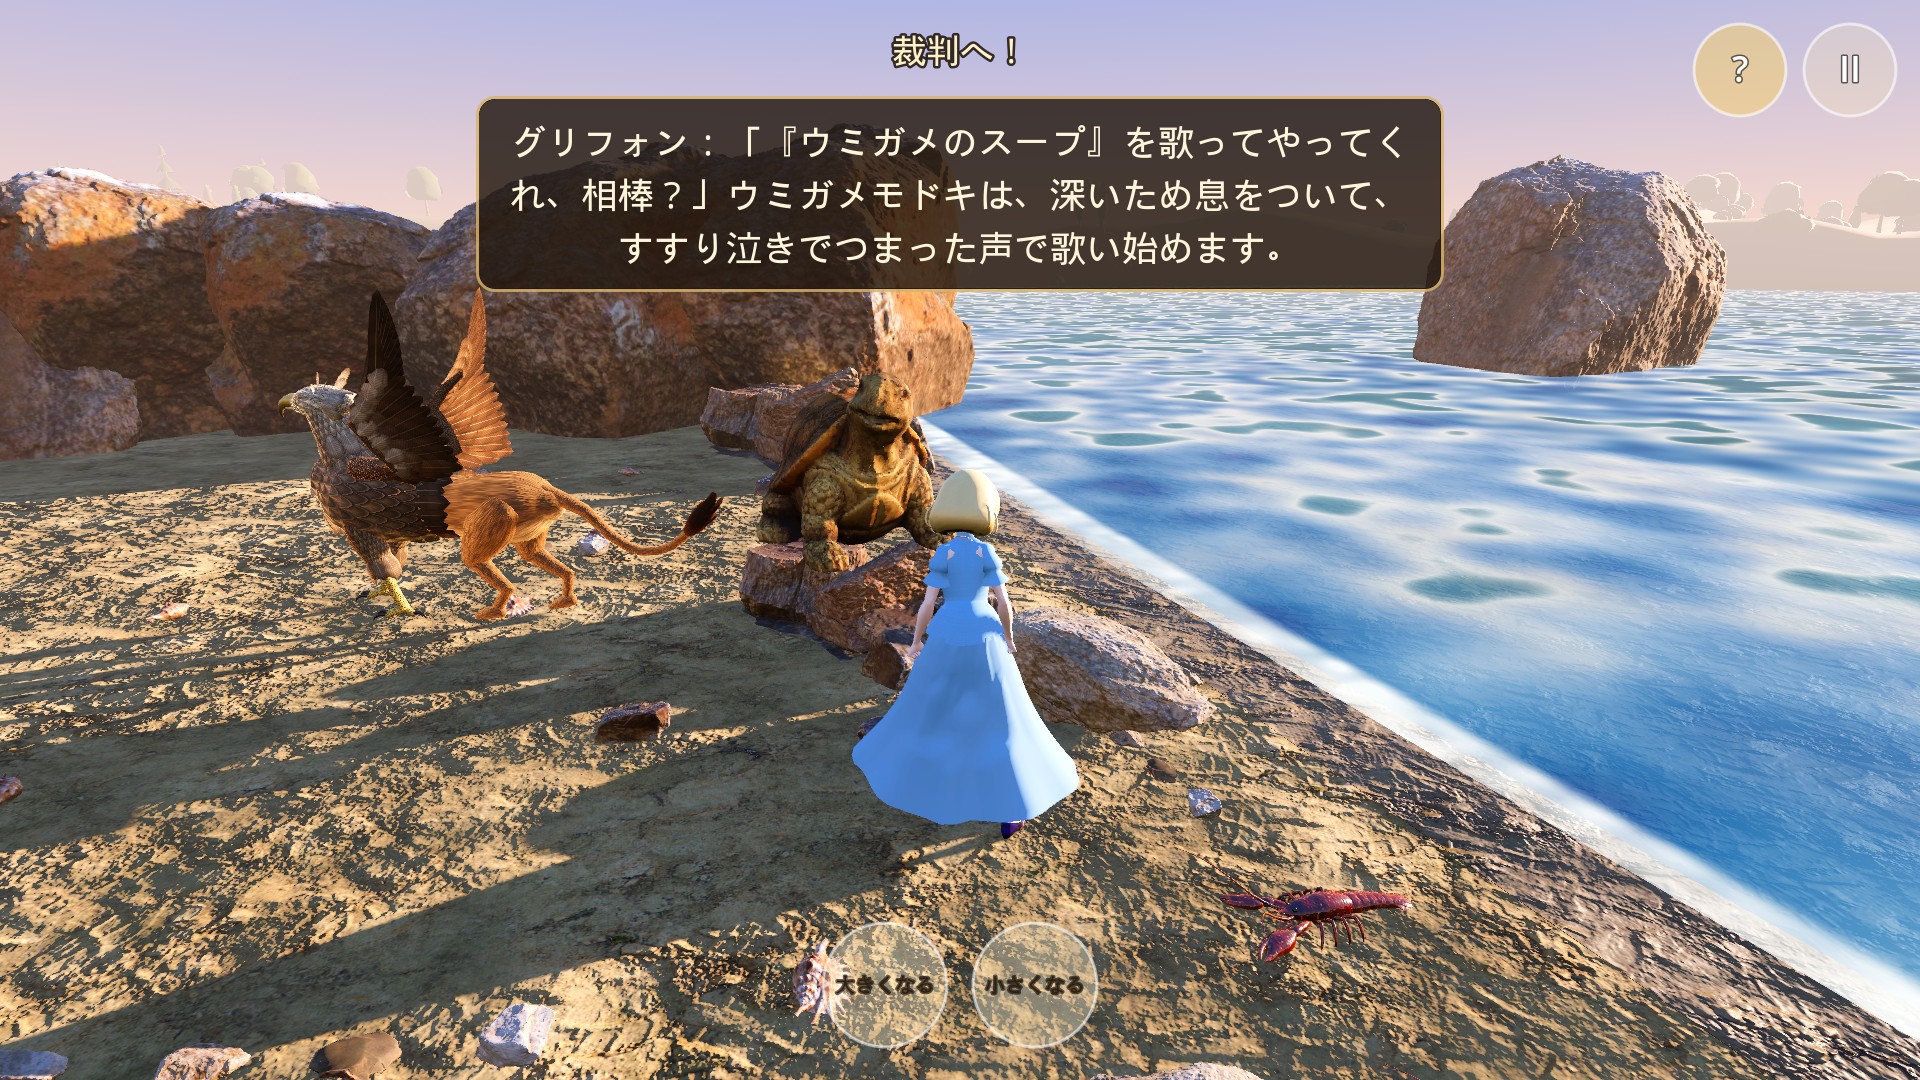 裁判へ！
?
グリフォン：「『ウミガメのスープ』を歌ってやってく
れ、相棒？」ウミガメモドキは、深いため息をついて、
すすり泣きでつまった声で歌い始めます。
大きくなる
小さくなる